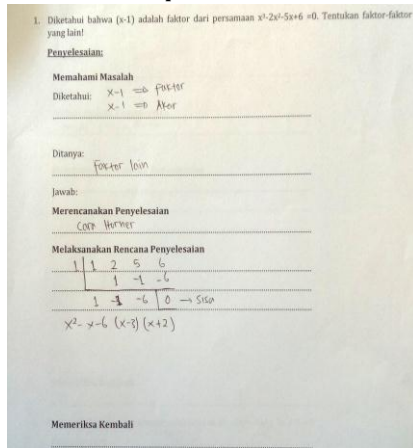 1. Diketahui bahwa (x-1) adalah faktor dari persamaan x³-2x²-5x+6 =0. Tentukan faktor-faktor
yang lain!
Penyelesaian:
Memahami Masalah
Diketahui: x-1 => Faktor
x-1 => Akar
Ditanya:
Faktor lain
Jawab:
Merencanakan Penyelesaian
Cara Horner
Melaksanakan Rencana Penyelesaian
1 | 1 2 5 6
1 -1 -6
1 -1 -6 | 0 → Sisa
x²-x-6 (x-3)(x+2)
Memeriksa Kembali